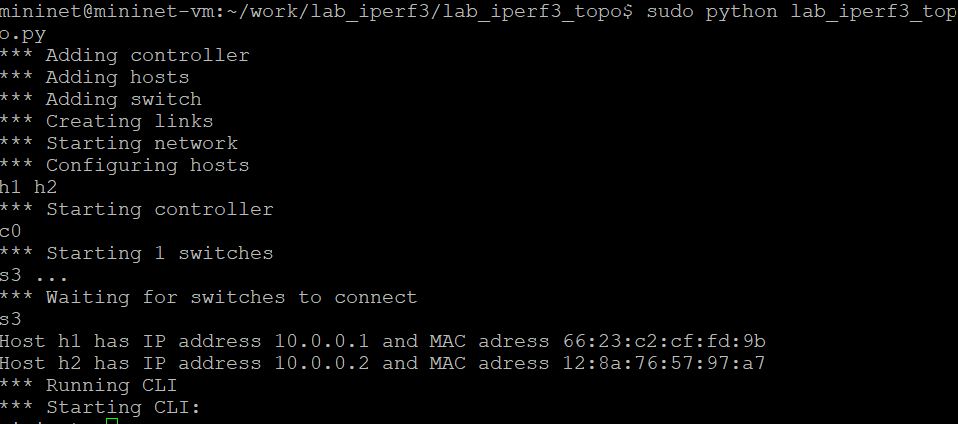 mininet@mininet-vm:~/work/lab_iperf3/lab_iperf3_topo$ sudo python lab_iperf3_top
o.py
*** Adding controller
*** Adding hosts
*** Adding switch
*** Creating links
*** Starting network
*** Configuring hosts
h1 h2
*** Starting controller
c0
*** Starting 1 switches
s3 ...
*** Waiting for switches to connect
s3
Host h1 has IP address 10.0.0.1 and MAC adress 66:23:c2:cf:fd:9b
Host h2 has IP address 10.0.0.2 and MAC adress 12:8a:76:57:97:a7
*** Running CLI
*** Starting CLI: